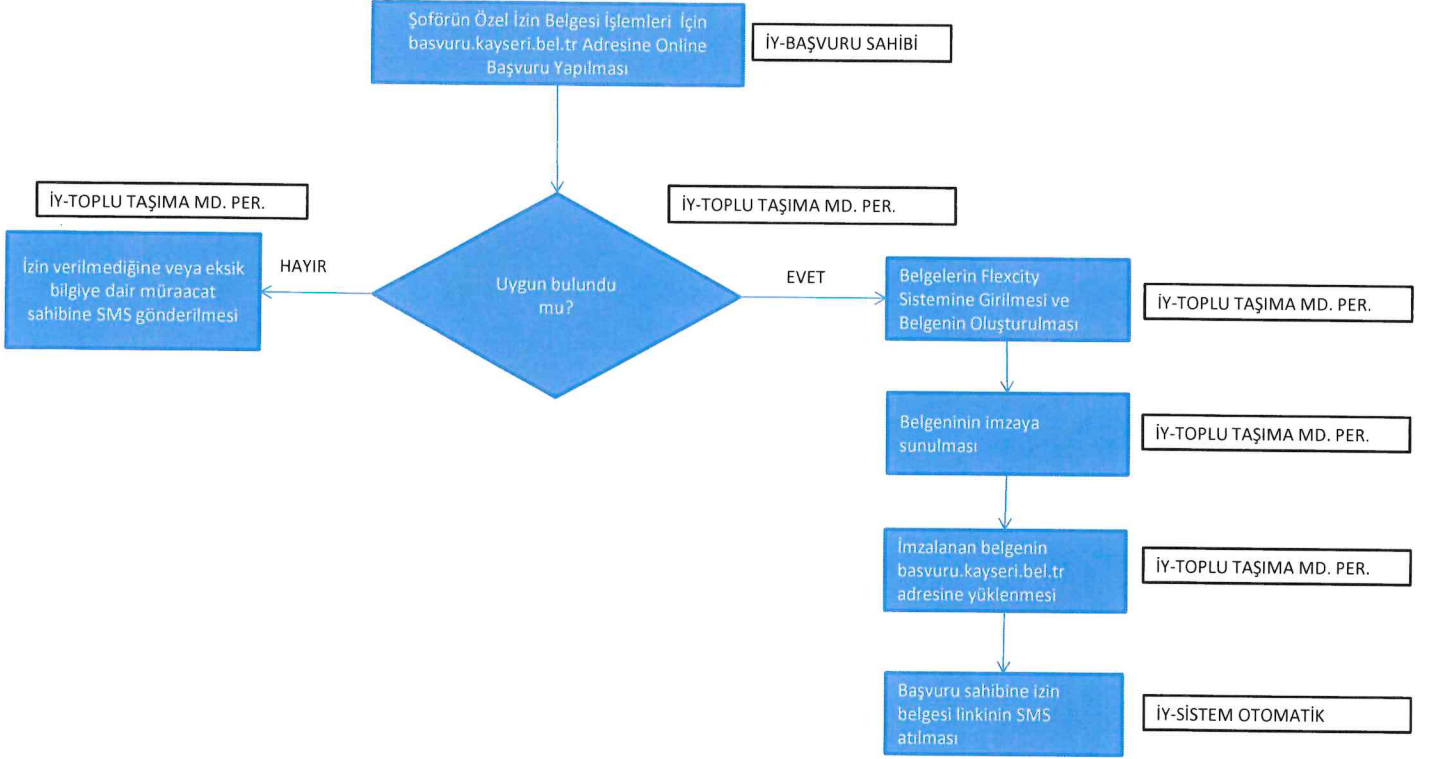 Şoförün Özel İzin Belgesi İşlemleri İçin
basvuru.kayseri.bel.tr Adresine Online
Başvuru Yapılması
İY-BAŞVURU SAHİBİ
İY-TOPLU TAŞIMA MD. PER.
İY-TOPLU TAŞIMA MD. PER.
İzin verilmediğine veya eksik
bilgiye dair müraacat
sahibine SMS gönderilmesi
HAYIR
Uygun bulundu
mu?
EVET
Belgelerin Flexcity
Sistemine Girilmesi ve
Belgenin Oluşturulması
İY-TOPLU TAŞIMA MD. PER.
Belgeninin imzaya
sunulması
İY-TOPLU TAŞIMA MD. PER.
İmzalanan belgenin
basvuru.kayseri.bel.tr
adresine yüklenmesi
İY-TOPLU TAŞIMA MD. PER.
Başvuru sahibine izin
belgesi linkinin SMS
atılması
İY-SİSTEM OTOMATİK